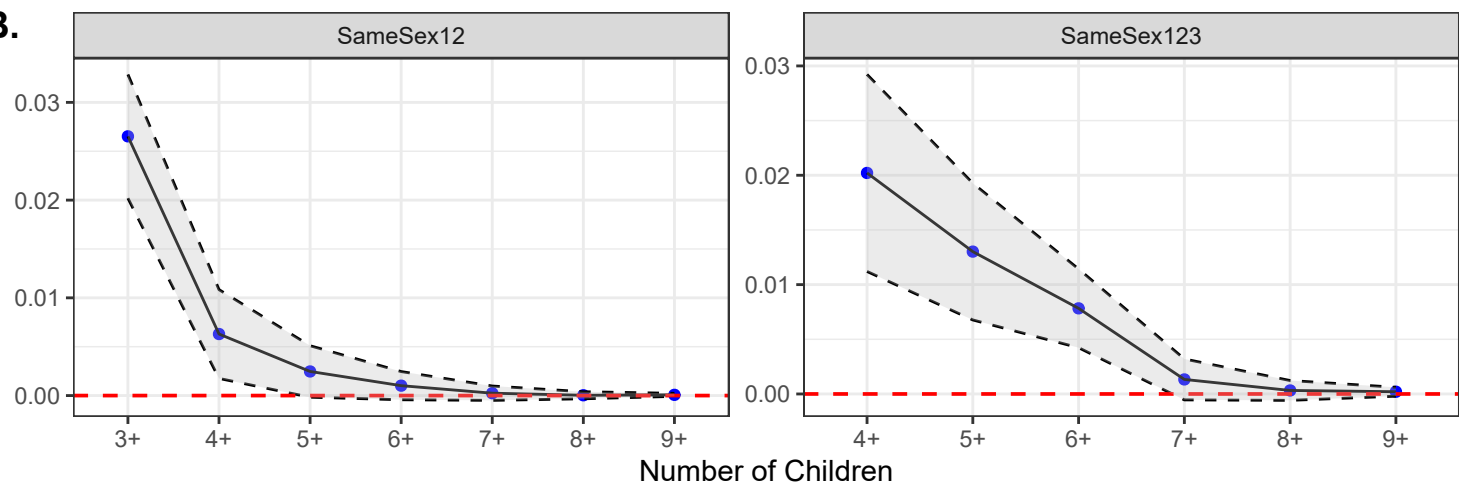 B.
SameSex12
SameSex123
0.03
0.02
0.01
0.00
0.03
0.02
0.01
0.00
3+ 4+ 5+ 6+ 7+ 8+ 9+
4+ 5+ 6+ 7+ 8+ 9+
Number of Children